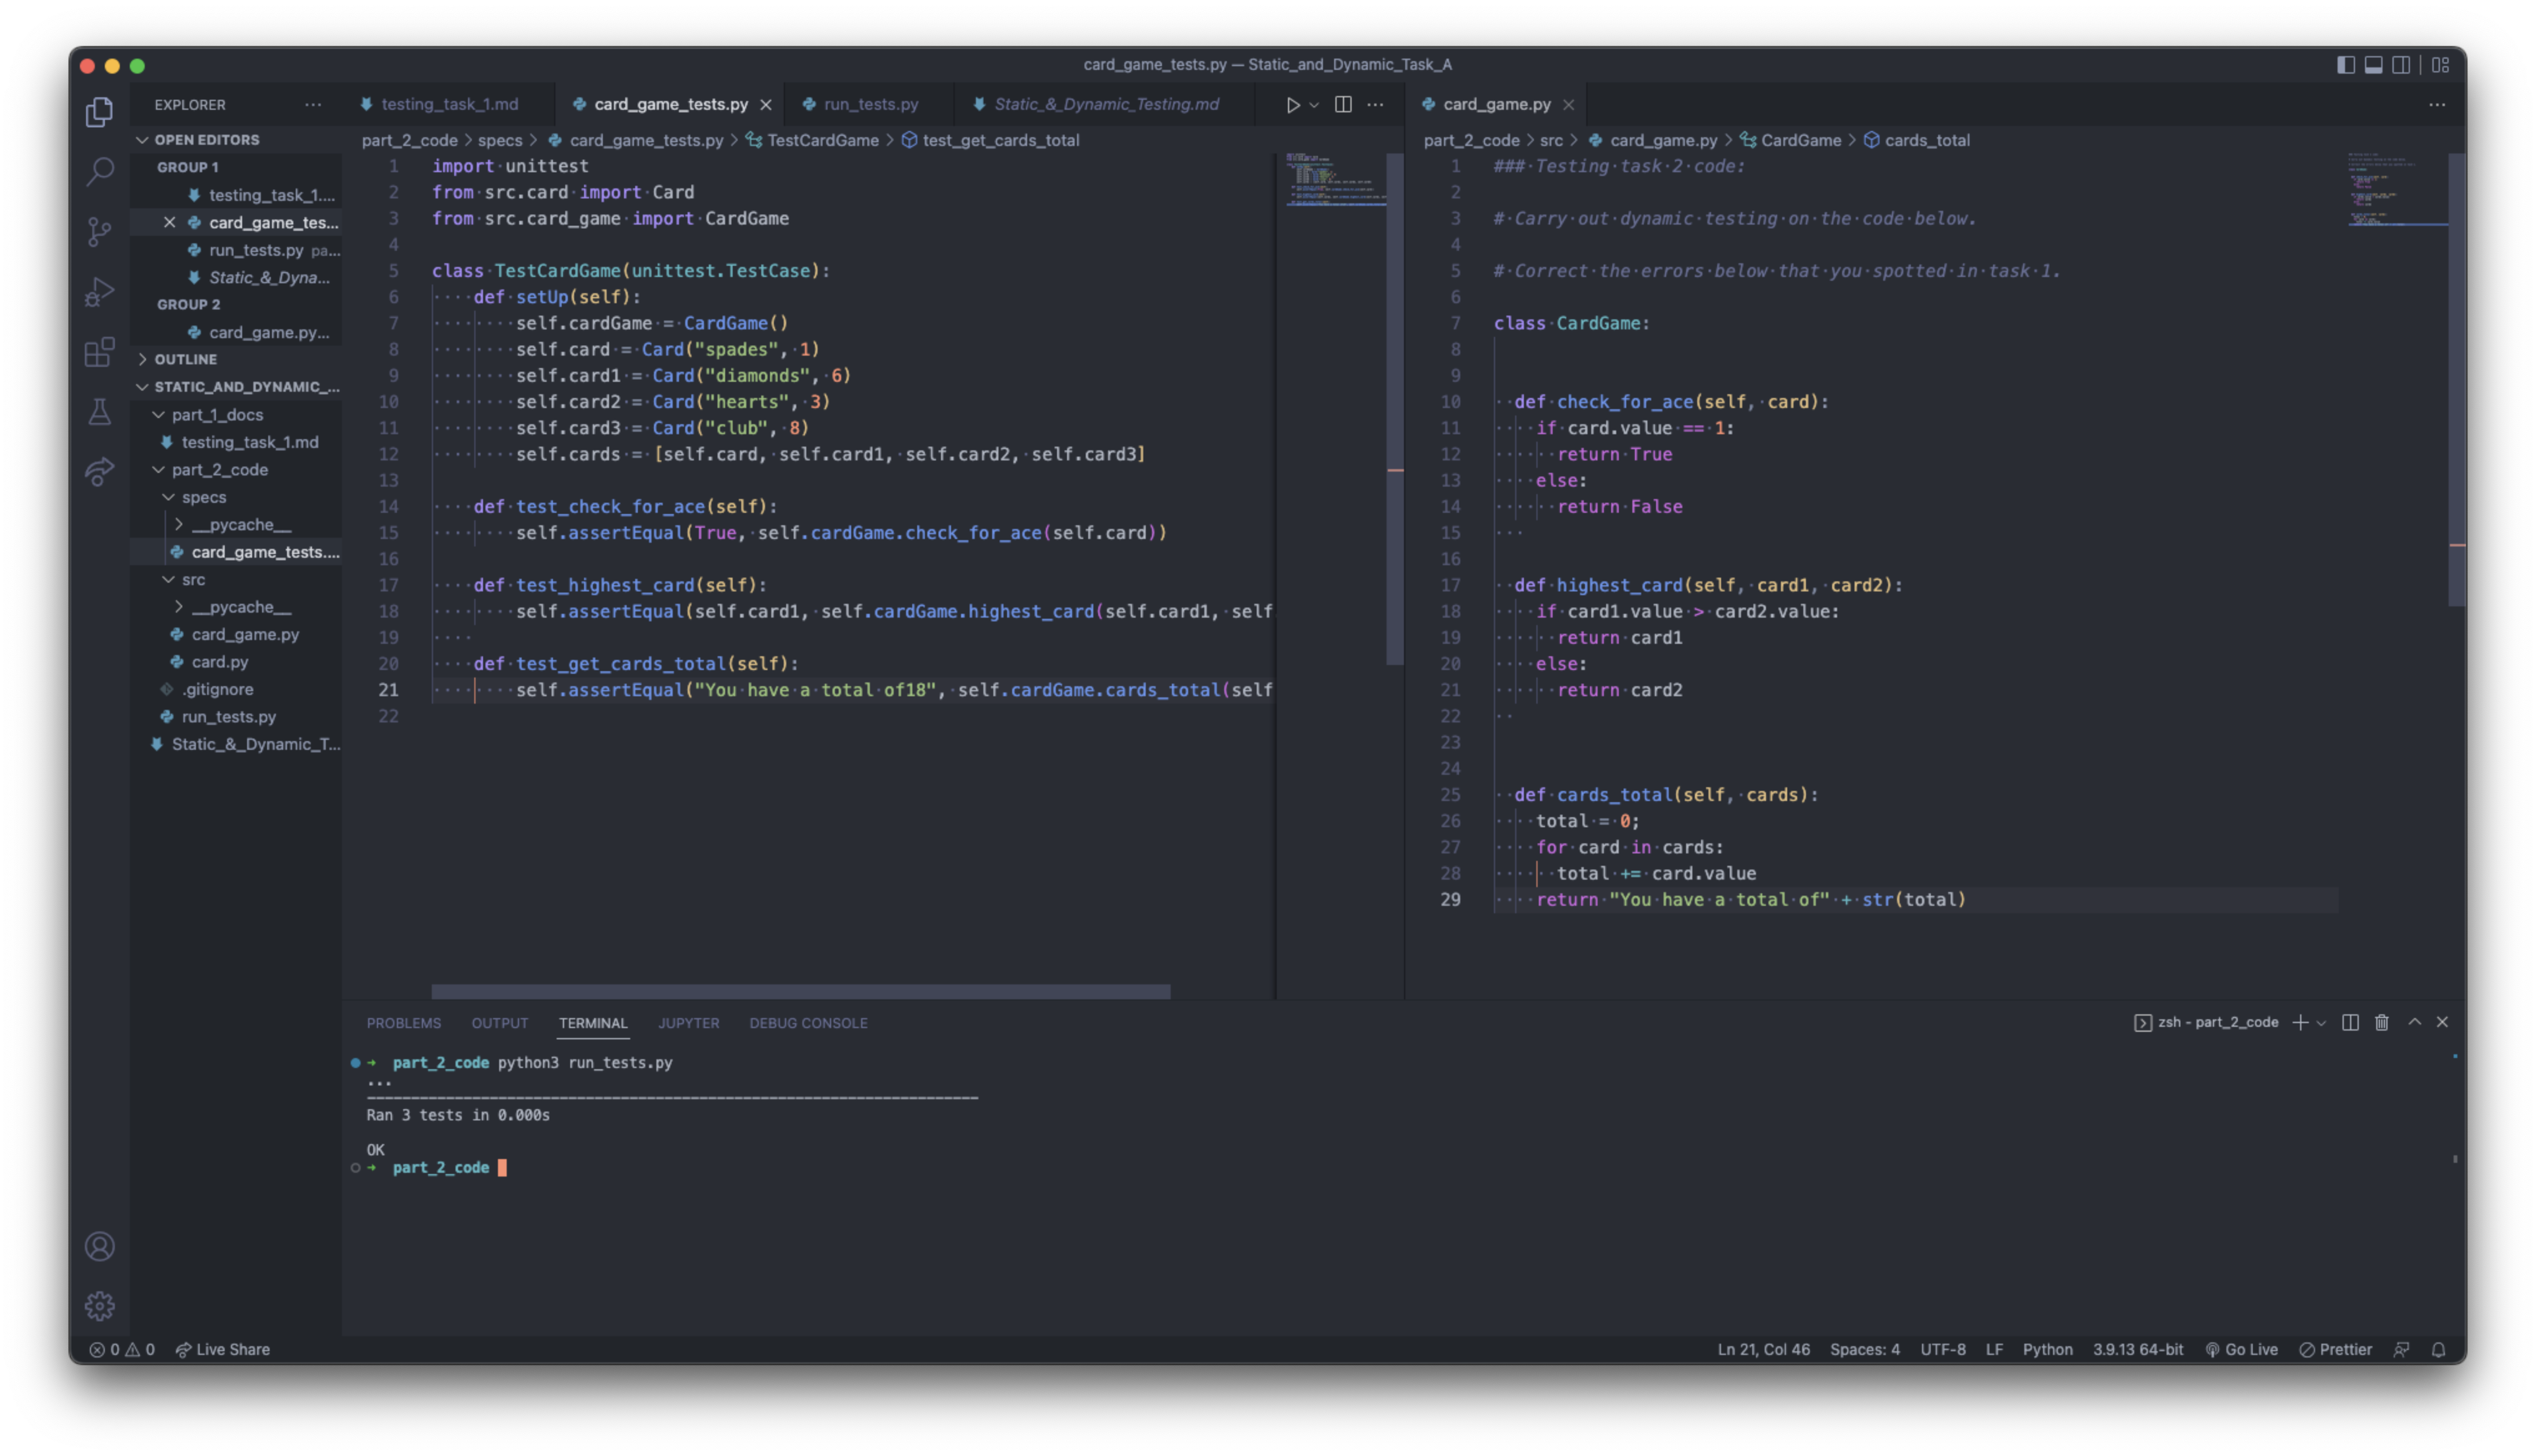 card_game_tests.py — Static_and_Dynamic_Task_A
EXPLORER
OPEN EDITORS
GROUP 1
testing_task_1....
card_game_tes...
run_tests.py pa...
Static_&_Dyna...
GROUP 2
card_game.py...
OUTLINE
STATIC_AND_DYNAMIC_...
part_1_docs
testing_task_1.md
part_2_code
specs
__pycache__
card_game_tests....
src
__pycache__
card_game.py
card.py
.gitignore
run_tests.py
Static_&_Dynamic_T...
testing_task_1.md card_game_tests.py run_tests.py Static_&_Dynamic_Testing.md
part_2_code > specs > card_game_tests.py > TestCardGame > test_get_cards_total
1 import unittest
2 from src.card import Card
3 from src.card_game import CardGame
4
5 class TestCardGame(unittest.TestCase):
6 def setUp(self):
7 self.cardGame = CardGame()
8 self.card = Card("spades", 1)
9 self.card1 = Card("diamonds", 6)
10 self.card2 = Card("hearts", 3)
11 self.card3 = Card("club", 8)
12 self.cards = [self.card, self.card1, self.card2, self.card3]
13
14 def test_check_for_ace(self):
15 self.assertEqual(True, self.cardGame.check_for_ace(self.card))
16
17 def test_highest_card(self):
18 self.assertEqual(self.card1, self.cardGame.highest_card(self.card1, self
19
20 def test_get_cards_total(self):
21 self.assertEqual("You have a total of18", self.cardGame.cards_total(self
22
card_game.py
part_2_code > src > card_game.py > CardGame > cards_total
1 ### Testing task 2 code:
2
3 # Carry out dynamic testing on the code below.
4
5 # Correct the errors below that you spotted in task 1.
6
7 class CardGame:
8
9
10 def check_for_ace(self, card):
11 if card.value == 1:
12 return True
13 else:
14 return False
15
16
17 def highest_card(self, card1, card2):
18 if card1.value > card2.value:
19 return card1
20 else:
21 return card2
22
23
24
25 def cards_total(self, cards):
26 total = 0;
27 for card in cards:
28 total += card.value
29 return "You have a total of" + str(total)
PROBLEMS OUTPUT TERMINAL JUPYTER DEBUG CONSOLE
zsh - part_2_code
part_2_code python3 run_tests.py
...
----------------------------------------------------------------------
Ran 3 tests in 0.000s
OK
part_2_code
0 0 Live Share
Ln 21, Col 46 Spaces: 4 UTF-8 LF Python 3.9.13 64-bit Go Live Prettier